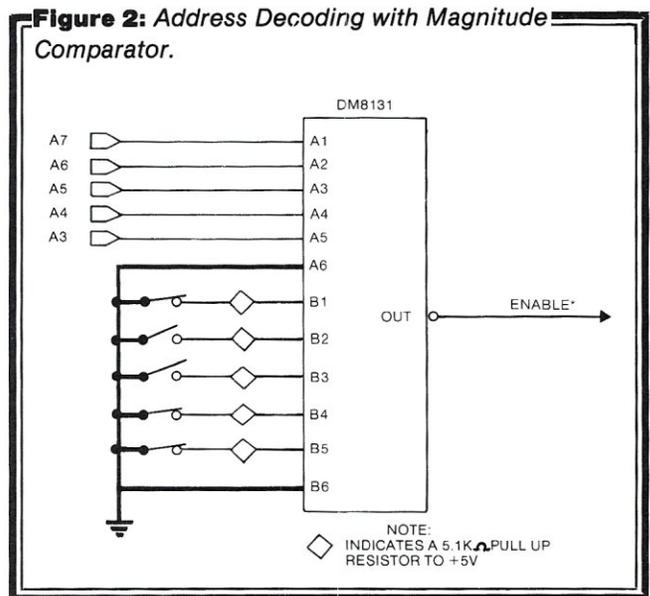 Figure 2: Address Decoding with Magnitude
Comparator.
DM8131
A7
A6
A5
A4
A3
A1
A2
A3
A4
A5
A6
B1
B2
B3
B4
B5
B6
OUT
ENABLE*
NOTE:
INDICATES A 5.1KΩ PULL UP
RESISTOR TO +5V